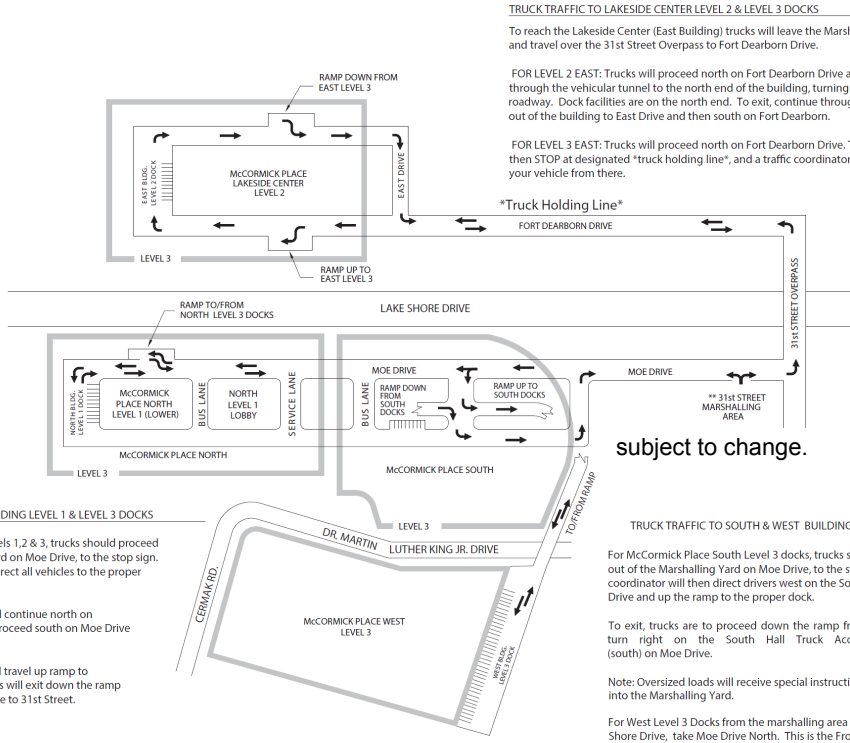 TRUCK TRAFFIC TO LAKESIDE CENTER LEVEL 2 & LEVEL 3 DOCKS
To reach the Lakeside Center (East Building) trucks will leave the
and travel over the 31st Street Overpass to Fort Dearborn Drive.
FOR LEVEL 2 EAST: Trucks will proceed north on Fort Dearborn Drive
through the vehicular tunnel to the north end of the building, turning
roadway. Dock facilities are on the north end. To exit, continue
out of the building to East Drive and then south on Fort Dearborn.
FOR LEVEL 3 EAST: Trucks will proceed north on Fort Dearborn Drive.
then STOP at designated *truck holding line*, and a traffic coordinator
your vehicle from there.
RAMP DOWN FROM
EAST LEVEL 3
EAST BLDG.
LEVEL 2 DOCK
McCORMICK PLACE
LAKESIDE CENTER
LEVEL 2
EAST DRIVE
*Truck Holding Line*
FORT DEARBORN DRIVE
LEVEL 3
RAMP UP TO
EAST LEVEL 3
31st STREET OVERPASS
RAMP TO/FROM
NORTH LEVEL 3 DOCKS
LAKE SHORE DRIVE
NORTH BLDG.
LEVEL 1 DOCK
McCORMICK
PLACE NORTH
LEVEL 1 (LOWER)
BUS LANE
NORTH
LEVEL 1
LOBBY
SERVICE LANE
BUS LANE
MOE DRIVE
RAMP DOWN
FROM
SOUTH
DOCKS
RAMP UP TO
SOUTH DOCKS
MOE DRIVE
** 31st STREET
MARSHALLING
AREA
subject to change.
McCORMICK PLACE NORTH
LEVEL 3
McCORMICK PLACE SOUTH
LEVEL 3
TO/FROM RAMP
DR. MARTIN LUTHER KING JR. DRIVE
CERMAK RD.
McCORMICK PLACE WEST
LEVEL 3
WEST BLDG.
LEVEL 3 DOCK
DING LEVEL 1 & LEVEL 3 DOCKS
els 1,2 & 3, trucks should proceed
rd on Moe Drive, to the stop sign.
rect all vehicles to the proper
continue north on
roceed south on Moe Drive
travel up ramp to
s will exit down the ramp
e to 31st Street.
TRUCK TRAFFIC TO SOUTH & WEST BUILDING
For McCormick Place South Level 3 docks, trucks
out of the Marshalling Yard on Moe Drive, to the
coordinator will then direct drivers west on the
Drive and up the ramp to the proper dock.
To exit, trucks are to proceed down the ramp
turn right on the South Hall Truck
(south) on Moe Drive.
Note: Oversized loads will receive special
into the Marshalling Yard.
For West Level 3 Docks from the marshalling area
Shore Drive, take Moe Drive North. This is the